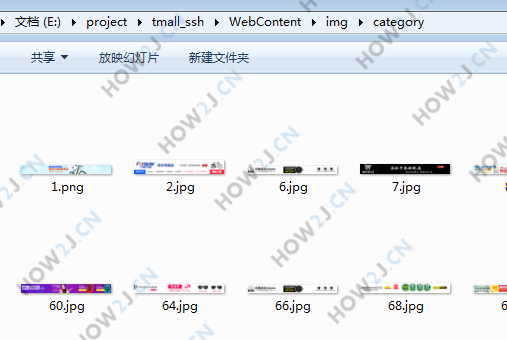 文档 (E:) project tmall_ssh WebContent img category
共享 放映幻灯片 新建文件夹
1.png 2.jpg 6.jpg 7.jpg
60.jpg 64.jpg 66.jpg 68.jpg
HOW2J.CN
HOW2J.CN
HOW2J.CN
HOW2J.CN
HOW2J.CN
HOW2J.CN
HOW2J.CN